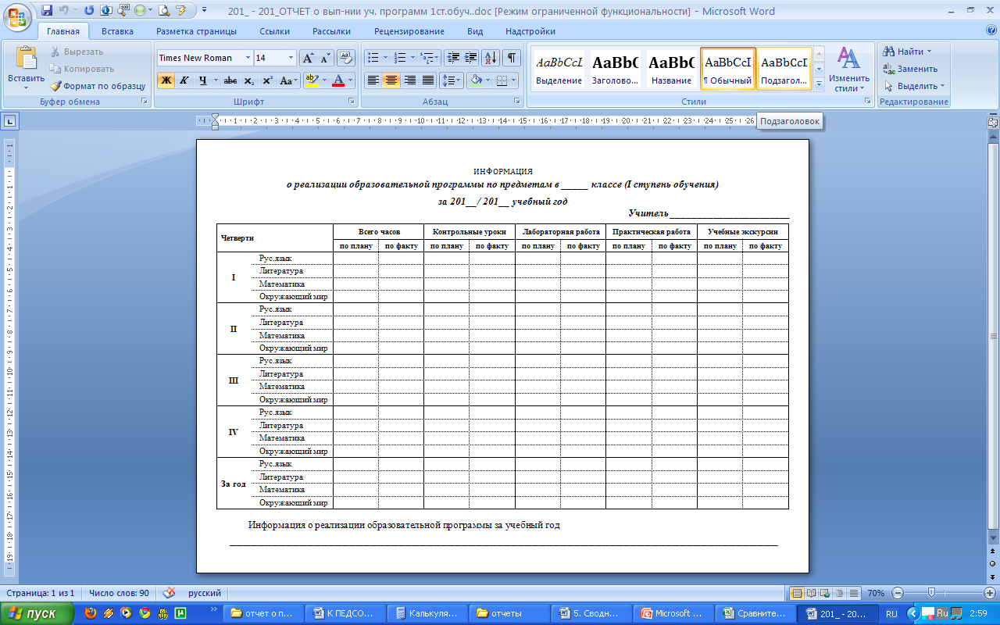 201_ - 201_ОТЧЕТ о вып-нии уч. программ 1ст.обуч..doc [Режим ограниченной функциональности] - Microsoft Word
Главная Вставка Разметка страницы Ссылки Рассылки Рецензирование Вид Надстройки
Вставить
Вырезать
Копировать
Формат по образцу
Буфер обмена
Times New Roman 14
Ж К Ч abc x₂ x² Aa
Шрифт
Абзац
AaBbCcI AaBbC AaBbC AaBbCcI AaBbCcI
Выделение Заголово... Название ¶ Обычный Подзагол...
Изменить стили
Стили
Найти
Заменить
Выделить
Редактирование
1 2 3 4 5 6 7 8 9 10 11 12 13 14 15 16 17 18 19 20 21 22 23 24 25 26
Подзаголовок
ИНФОРМАЦИЯ
о реализации образовательной программы по предметам в _____ классе (I ступень обучения)
за 201__/ 201__ учебный год
Учитель______________________
Четверти Всего часов Контрольные уроки Лабораторная работа Практическая работа Учебные экскурсии
по плану по факту по плану по факту по плану по факту по плану по факту по плану по факту
I
Рус.язык
Литература
Математика
Окружающий мир
II
Рус.язык
Литература
Математика
Окружающий мир
III
Рус.язык
Литература
Математика
Окружающий мир
IV
Рус.язык
Литература
Математика
Окружающий мир
За год
Рус.язык
Литература
Математика
Окружающий мир
Информация о реализации образовательной программы за учебный год
Страница: 1 из 1 Число слов: 90 русский 70%
пуск отчет о п... К ПЕДСО... Калькуля... отчеты 5. Сводн... Microsoft ... Сравните... 201_ - 20... RU Ru 2:59